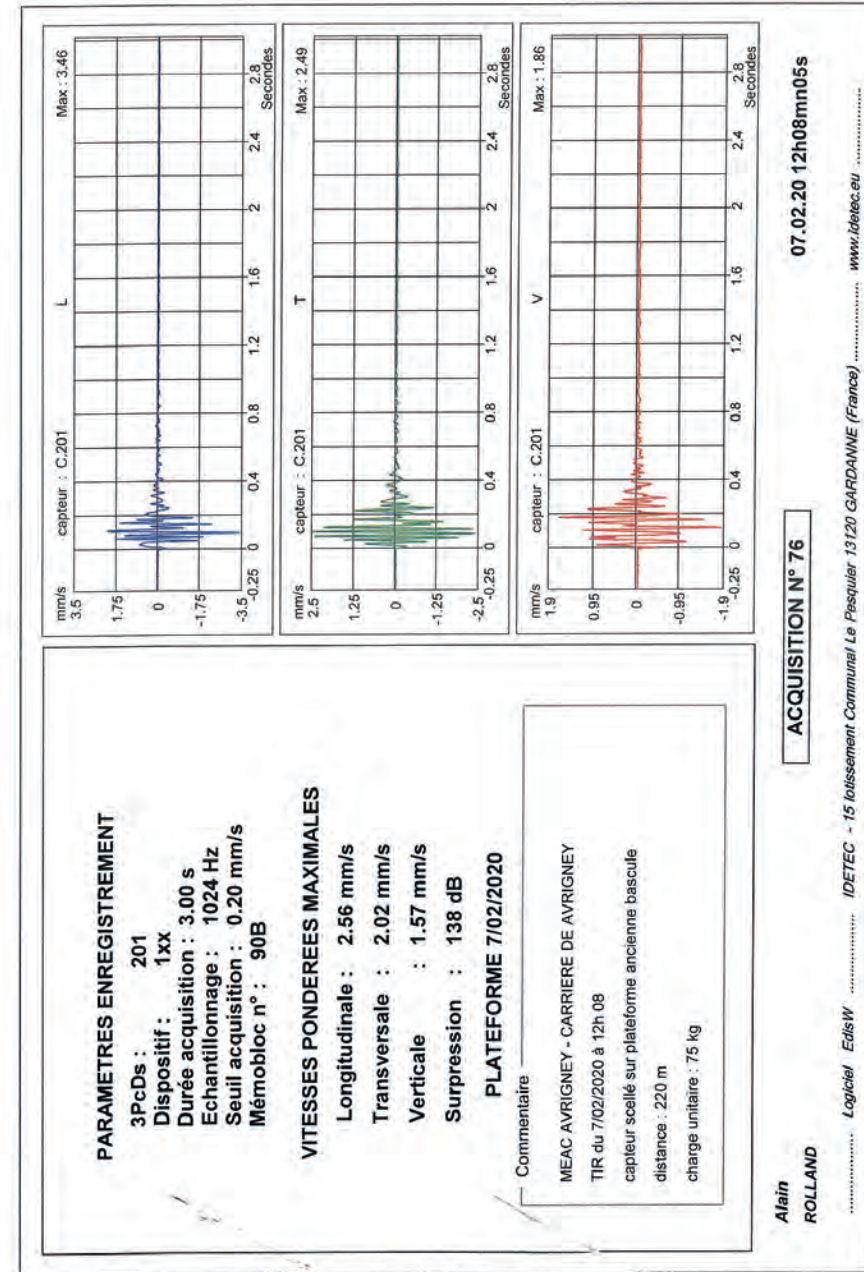 PARAMETRES ENREGISTREMENT
3PcDs : 201
Dispositif : 1xx
Durée acquisition : 3.00 s
Echantillonnage : 1024 Hz
Seuil acquisition : 0.20 mm/s
Mémobloc n° : 90B
VITESSES PONDEREES MAXIMALES
Longitudinale : 2.56 mm/s
Transversale : 2.02 mm/s
Verticale : 1.57 mm/s
Surpression : 138 dB
PLATEFORME 7/02/2020
Commentaire
MEAC AVRIGNEY - CARRIERE DE AVRIGNEY
TIR du 7/02/2020 à 12h 08
capteur scellé sur plateforme ancienne bascule
distance : 220 m
charge unitaire : 75 kg
mm/s capteur : C.201 L Max : 3.46
3.5
1.75
0
-1.75
-3.5
-0.25 0 0.4 0.8 1.2 1.6 2 2.4 2.8
Secondes
mm/s capteur : C.201 T Max : 2.49
2.5
1.25
0
-1.25
-2.5
-0.25 0 0.4 0.8 1.2 1.6 2 2.4 2.8
Secondes
mm/s capteur : C.201 V Max : 1.86
1.9
0.95
0
-0.95
-1.9
-0.25 0 0.4 0.8 1.2 1.6 2 2.4 2.8
Secondes
Alain
ROLLAND
ACQUISITION N° 76
07.02.20 12h08mn05s
.................. Logiciel EdisW .................. IDETEC - 15 lotissement Communal Le Pesquier 13120 GARDANNE (France) .................. www.idetec.eu ..................